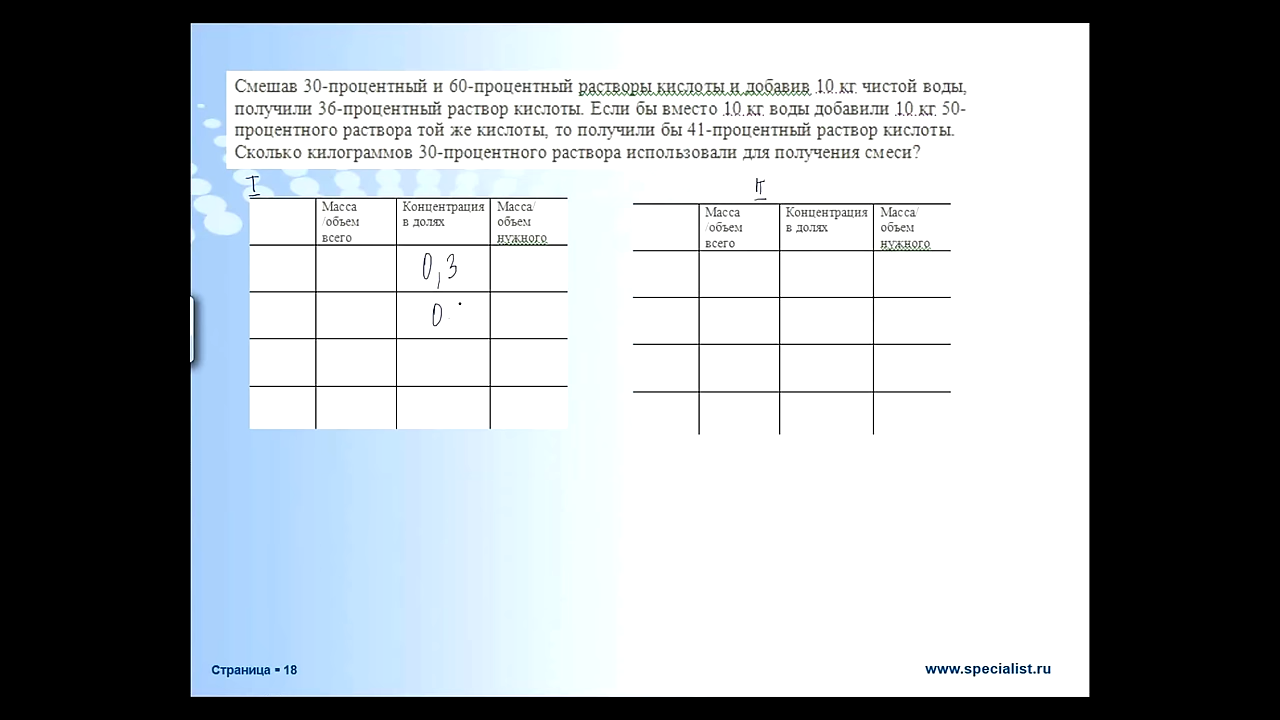 Смешав 30-процентный и 60-процентный растворы кислоты и добавив 10 кг чистой воды,
получили 36-процентный раствор кислоты. Если бы вместо 10 кг воды добавили 10 кг 50-
процентного раствора той же кислоты, то получили бы 41-процентный раствор кислоты.
Сколько килограммов 30-процентного раствора использовали для получения смеси?
I
Масса
/объем
всего
Концентрация
в долях
Масса/
объем
нужного
0,3
0
II
Масса
/объем
всего
Концентрация
в долях
Масса/
объем
нужного
Страница ▪ 18
www.specialist.ru